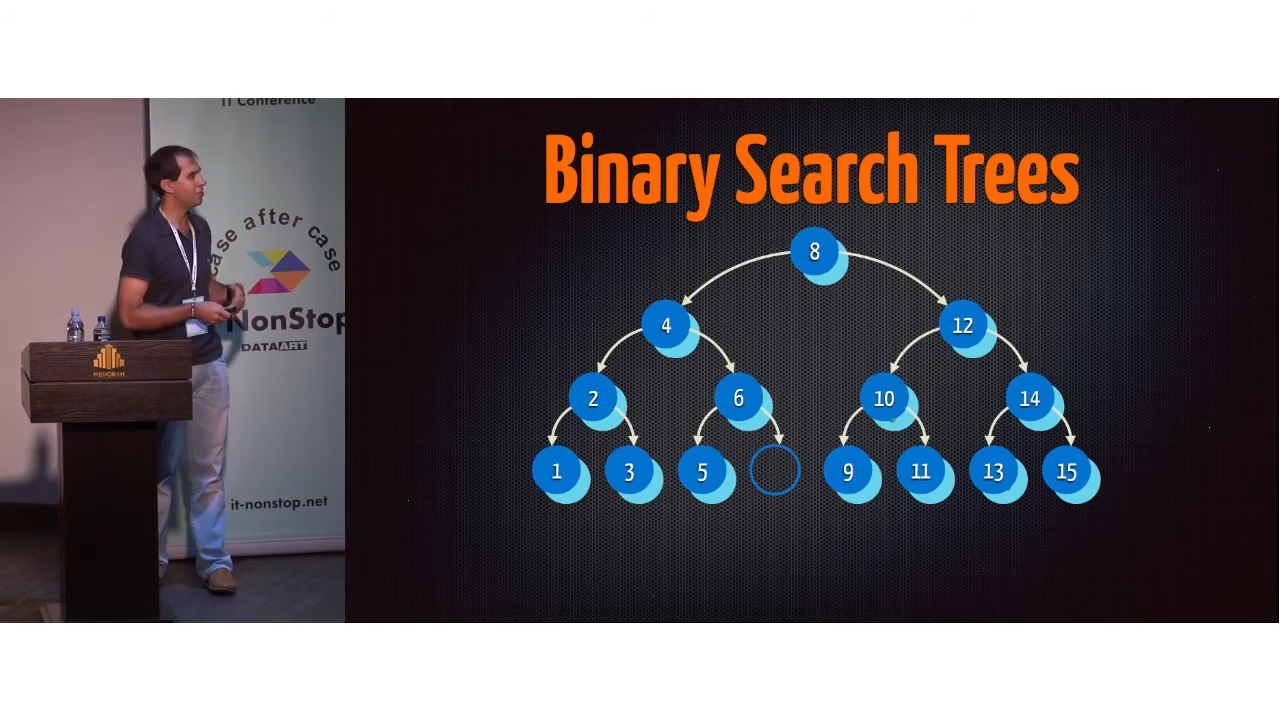 IT Conference
case after case
NonStop
DATAART
it-nonstop.net
MENORAH
Binary Search Trees
8
4
12
2
6
10
14
1
3
5
9
11
13
15